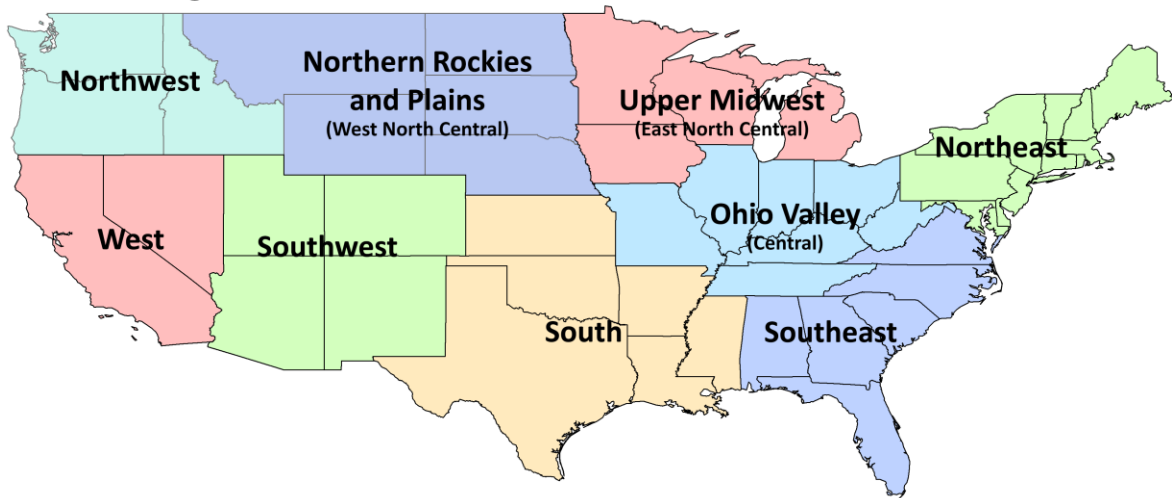 Northwest
Northern Rockies
and Plains
(West North Central)
Upper Midwest
(East North Central)
Northeast
Ohio Valley
(Central)
West
Southwest
South
Southeast